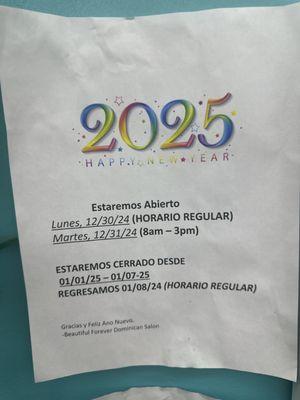 2025
HAPPY NEW YEAR
Estaremos Abierto
Lunes, 12/30/24 (HORARIO REGULAR)
Martes, 12/31/24 (8am – 3pm)
ESTAREMOS CERRADO DESDE
01/01/25 – 01/07-25
REGRESAMOS 01/08/24 (HORARIO REGULAR)
Gracias y Feliz Ano Nuevo.
-Beautiful Forever Dominican Salon